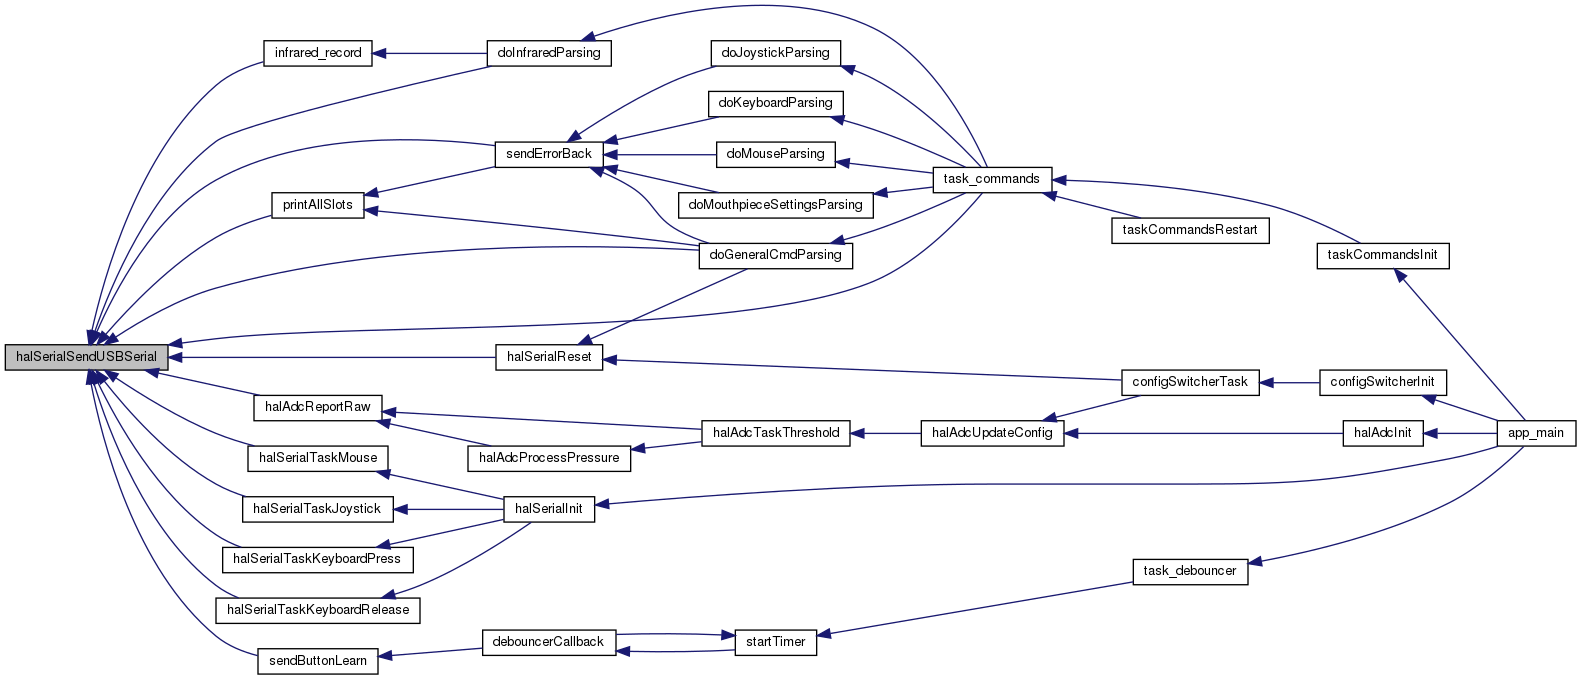 infrared_record
doInfraredParsing
doJoystickParsing
doKeyboardParsing
sendErrorBack
doMouseParsing
task_commands
printAllSlots
doMouthpieceSettingsParsing
taskCommandsRestart
doGeneralCmdParsing
taskCommandsInit
halSerialSendUSBSerial
halSerialReset
configSwitcherTask
configSwitcherInit
halAdcReportRaw
halAdcTaskThreshold
halAdcUpdateConfig
halAdcInit
app_main
halSerialTaskMouse
halAdcProcessPressure
halSerialTaskJoystick
halSerialInit
halSerialTaskKeyboardPress
task_debouncer
halSerialTaskKeyboardRelease
debouncerCallback
startTimer
sendButtonLearn